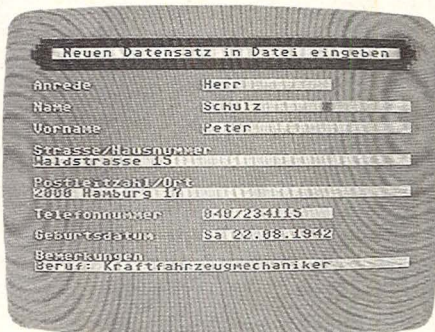 Neuen Datensatz in Datei eingeben
Anrede Herr
Name Schulz
Vorname Peter
Strasse/Hausnummer
Waldstrasse 15
Postleitzahl/Ort
2000 Hamburg 17
Telefonnummer 040/234115
Geburtsdatum Sa 22.08.1942
Bemerkungen
Beruf: Kraftfahrzeugmechaniker